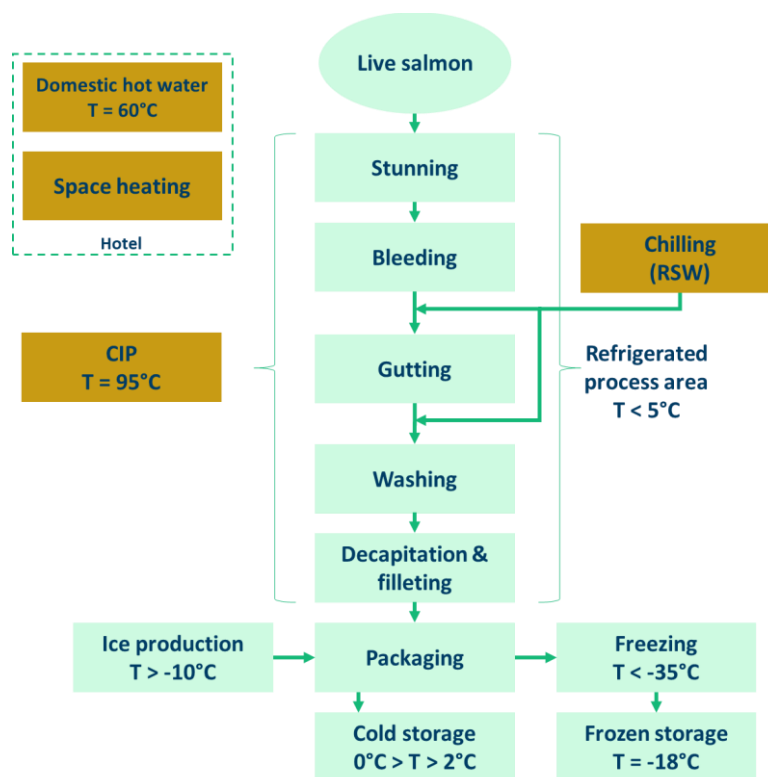 Domestic hot water
T = 60°C
Space heating
Hotel
Live salmon
Stunning
Bleeding
Chilling
(RSW)
CIP
T = 95°C
Gutting
Refrigerated
process area
T < 5°C
Washing
Decapitation &
filleting
Ice production
T > -10°C
Packaging
Freezing
T < -35°C
Cold storage
0°C > T > 2°C
Frozen storage
T = -18°C